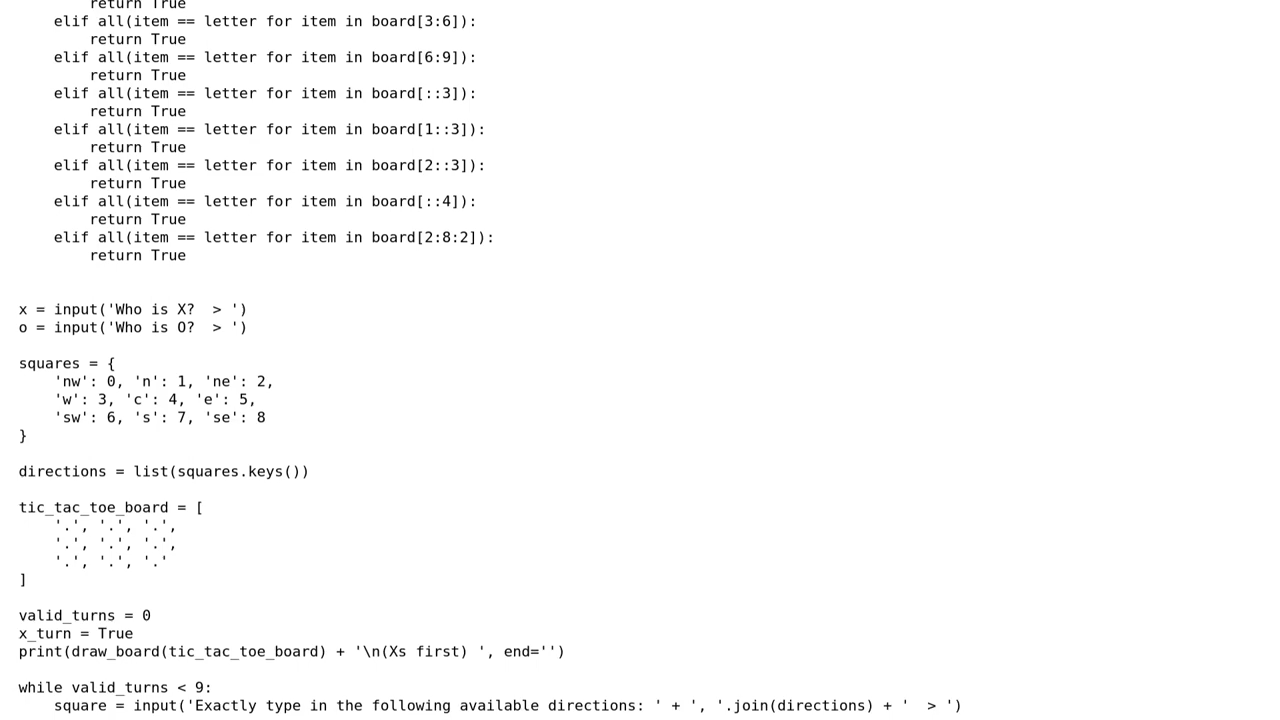 return True
    elif all(item == letter for item in board[3:6]):
        return True
    elif all(item == letter for item in board[6:9]):
        return True
    elif all(item == letter for item in board[::3]):
        return True
    elif all(item == letter for item in board[1::3]):
        return True
    elif all(item == letter for item in board[2::3]):
        return True
    elif all(item == letter for item in board[::4]):
        return True
    elif all(item == letter for item in board[2:8:2]):
        return True


x = input('Who is X?  > ')
o = input('Who is O?  > ')

squares = {
    'nw': 0, 'n': 1, 'ne': 2,
    'w': 3, 'c': 4, 'e': 5,
    'sw': 6, 's': 7, 'se': 8
}

directions = list(squares.keys())

tic_tac_toe_board = [
    '.', '.', '.',
    '.', '.', '.',
    '.', '.', '.'
]

valid_turns = 0
x_turn = True
print(draw_board(tic_tac_toe_board) + '\n(Xs first) ', end='')

while valid_turns < 9:
    square = input('Exactly type in the following available directions: ' + ', '.join(directions) + '  > ')